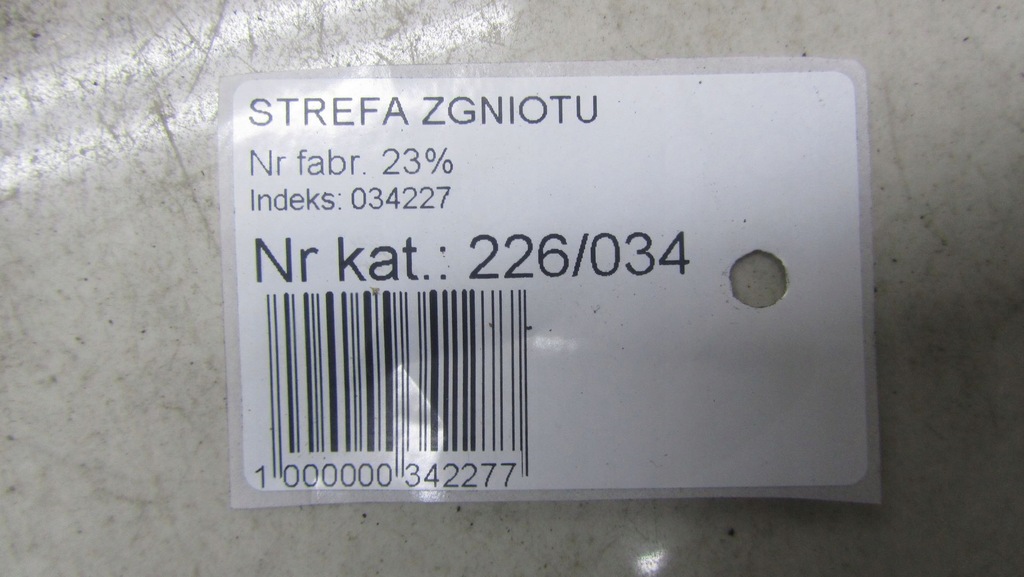 STREFA ZGNIOTU
Nr fabr. 23%
Indeks: 034227
Nr kat.: 226/034
1 000000 342277